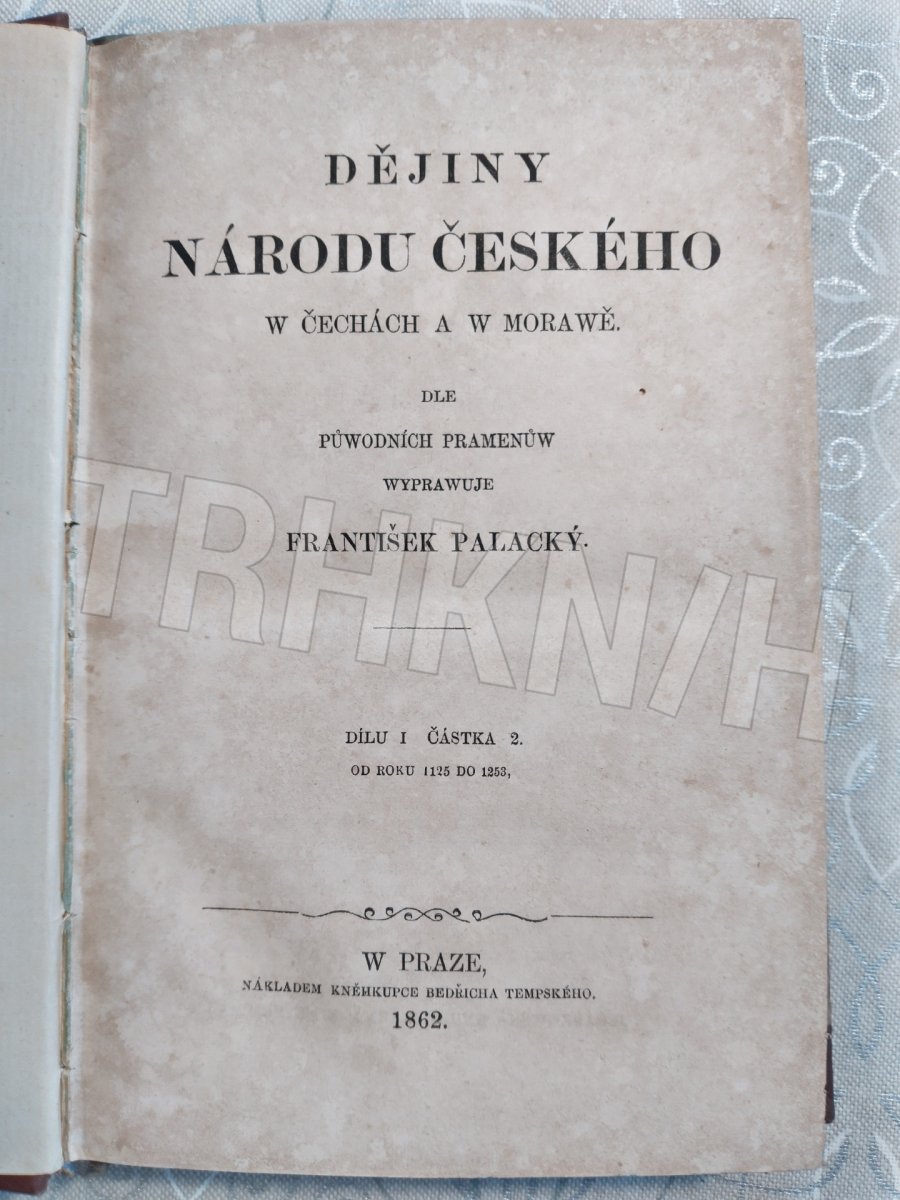 DĚJINY
NÁRODU ČESKÉHO
W ČECHÁCH A W MORAWĚ.
DLE
PŮWODNÍCH PRAMENŮW
WYPRAWUJE
FRANTIŠEK PALACKÝ.
DÍLU I ČÁSTKA 2.
OD ROKU 1125 DO 1253,
W PRAZE,
NÁKLADEM KNĚHKUPCE BEDŘICHA TEMPSKÉHO.
1862.
TRHKNIH